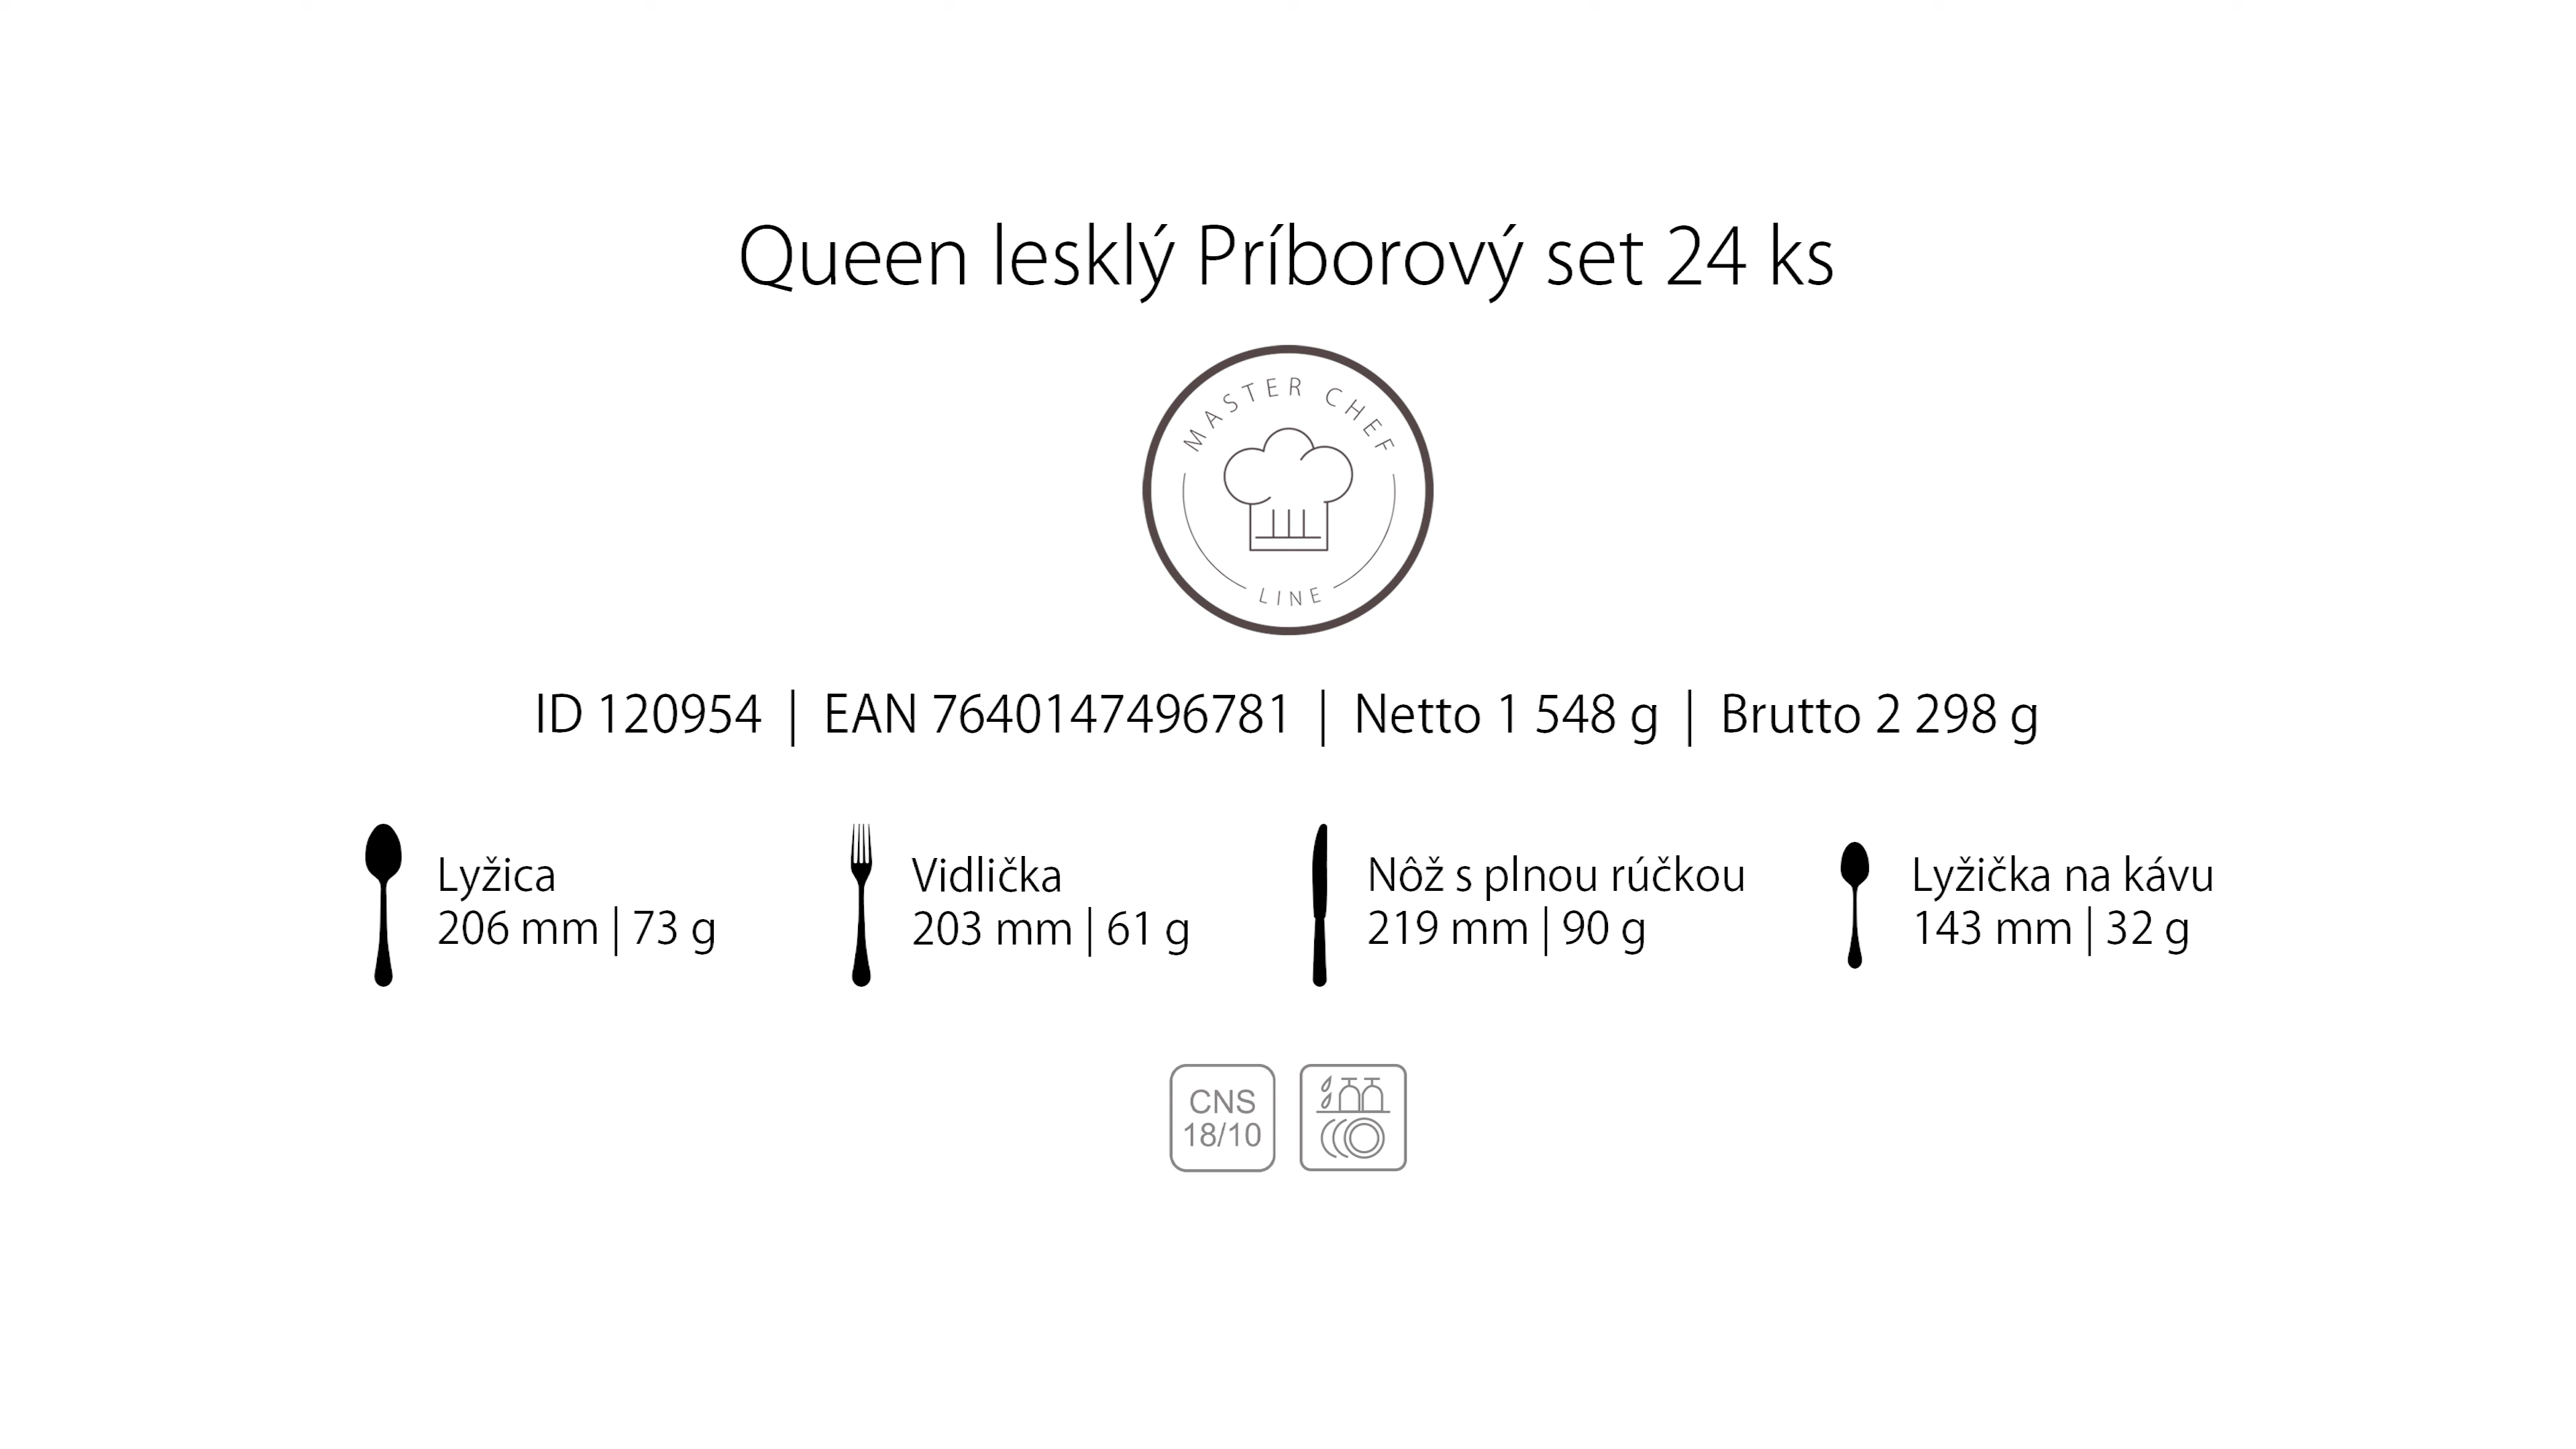 Queen lesklý Príborový set 24 ks
MASTER CHEF
LINE
ID 120954 | EAN 7640147496781 | Netto 1 548 g | Brutto 2 298 g
Lyžica
206 mm | 73 g
Vidlička
203 mm | 61 g
Nôž s plnou rúčkou
219 mm | 90 g
Lyžička na kávu
143 mm | 32 g
CNS
18/10